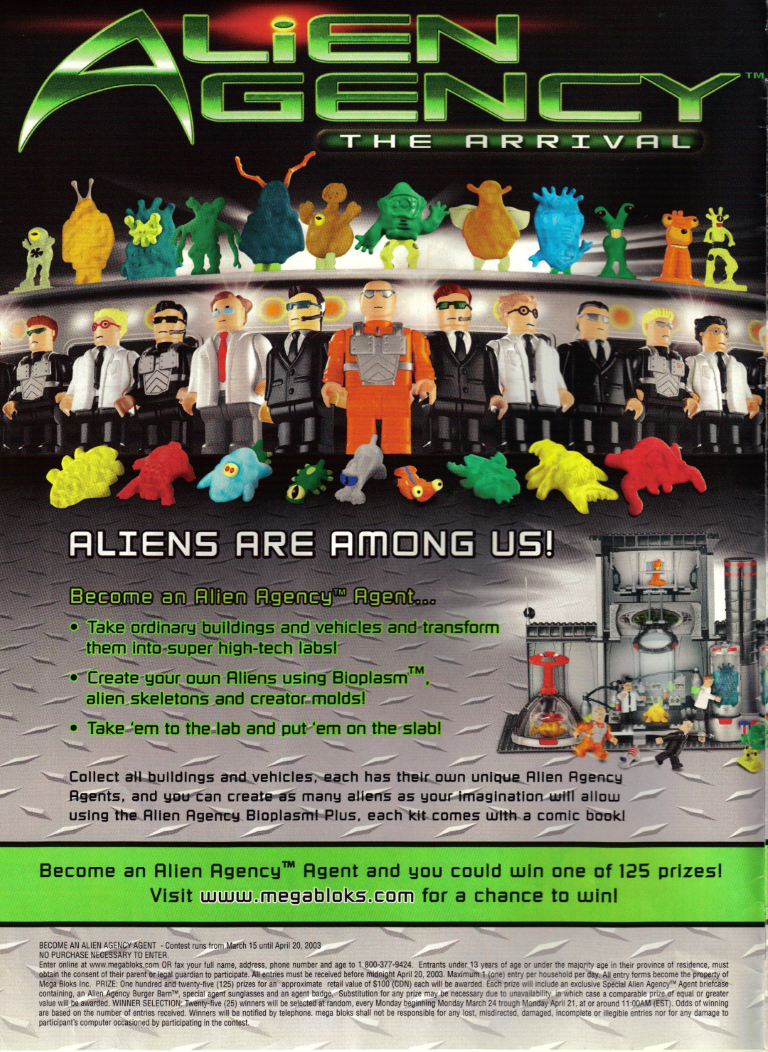 ALiEN
AGENCY™
THE ARRIVAL
ALIENS ARE AMONG US!
Become an Alien Agency™ Agent...
• Take ordinary buildings and vehicles and transform
them into super high-tech labs!
• Create your own Aliens using Bioplasm™,
alien skeletons and creator molds!
• Take 'em to the lab and put 'em on the slab!
Collect all buildings and vehicles, each has their own unique Alien Agency
Agents, and you can create as many aliens as your imagination will allow
using the Alien Agency Bioplasm! Plus, each kit comes with a comic book!
Become an Alien Agency™ Agent and you could win one of 125 prizes!
Visit www.megabloks.com for a chance to win!
BECOME AN ALIEN AGENCY AGENT - Contest runs from March 15 until April 20, 2003
NO PURCHASE NECESSARY TO ENTER.
Enter online at www.megabloks.com OR fax your full name, address, phone number and age to 1 800-377-9424. Entrants under 13 years of age or under the majority age in their province of residence, must
obtain the consent of their parent or legal guardian to participate. All entries must be received before midnight April 20, 2003. Maximum 1 (one) entry per household per day. All entry forms become the property of
Mega Bloks Inc. PRIZE: One hundred and twenty-five (125) prizes for an approximate retail value of $100 (CDN) each will be awarded. Each prize will include an exclusive Special Alien Agency™ Agent briefcase
containing, an Alien Agency Burger Barn™, special agent sunglasses and an agent badge. Substitution for any prize may be necessary due to unavailability, in which case a comparable prize of equal or greater
value will be awarded. WINNER SELECTION: Twenty-five (25) winners will be selected at random, every Monday beginning Monday March 24 trough Monday April 21, at or around 11:00AM (EST). Odds of winning
are based on the number of entries received. Winners will be notified by telephone. mega bloks shall not be responsible for any lost, misdirected, damaged, incomplete or illegible entries nor for any damage to
participant's computer occasioned by participating in the contest.